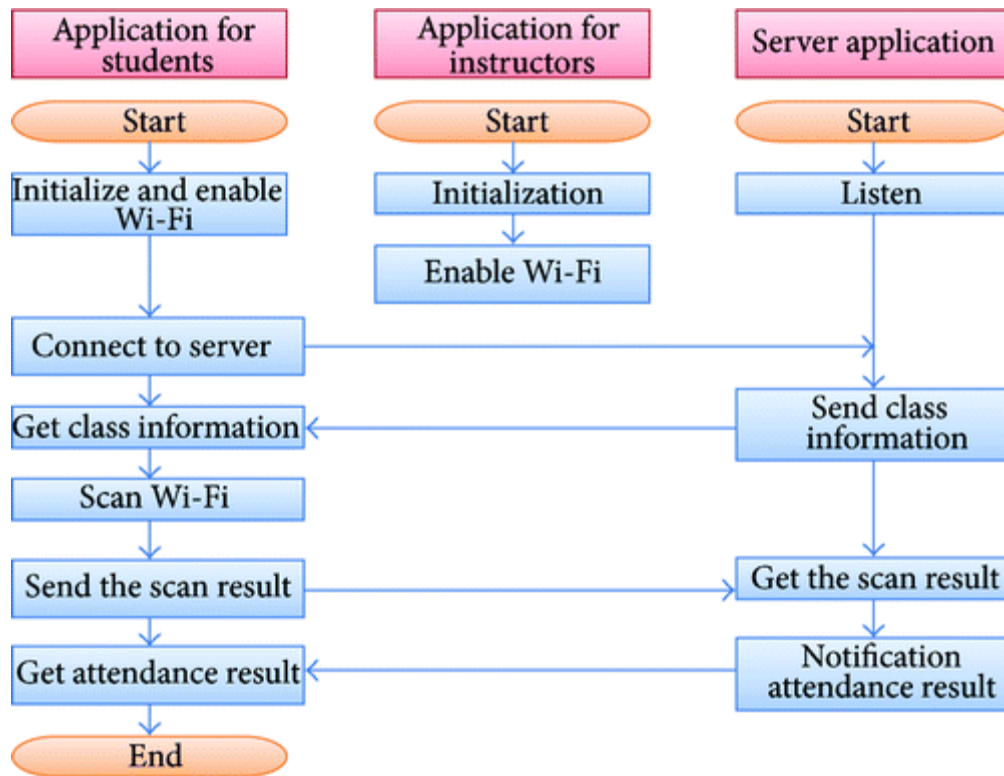 Application for
students
Application for
instructors
Server application
Start
Start
Start
Initialize and enable
Wi-Fi
Initialization
Listen
Enable Wi-Fi
Connect to server
Get class information
Send class
information
Scan Wi-Fi
Send the scan result
Get the scan result
Get attendance result
Notification
attendance result
End